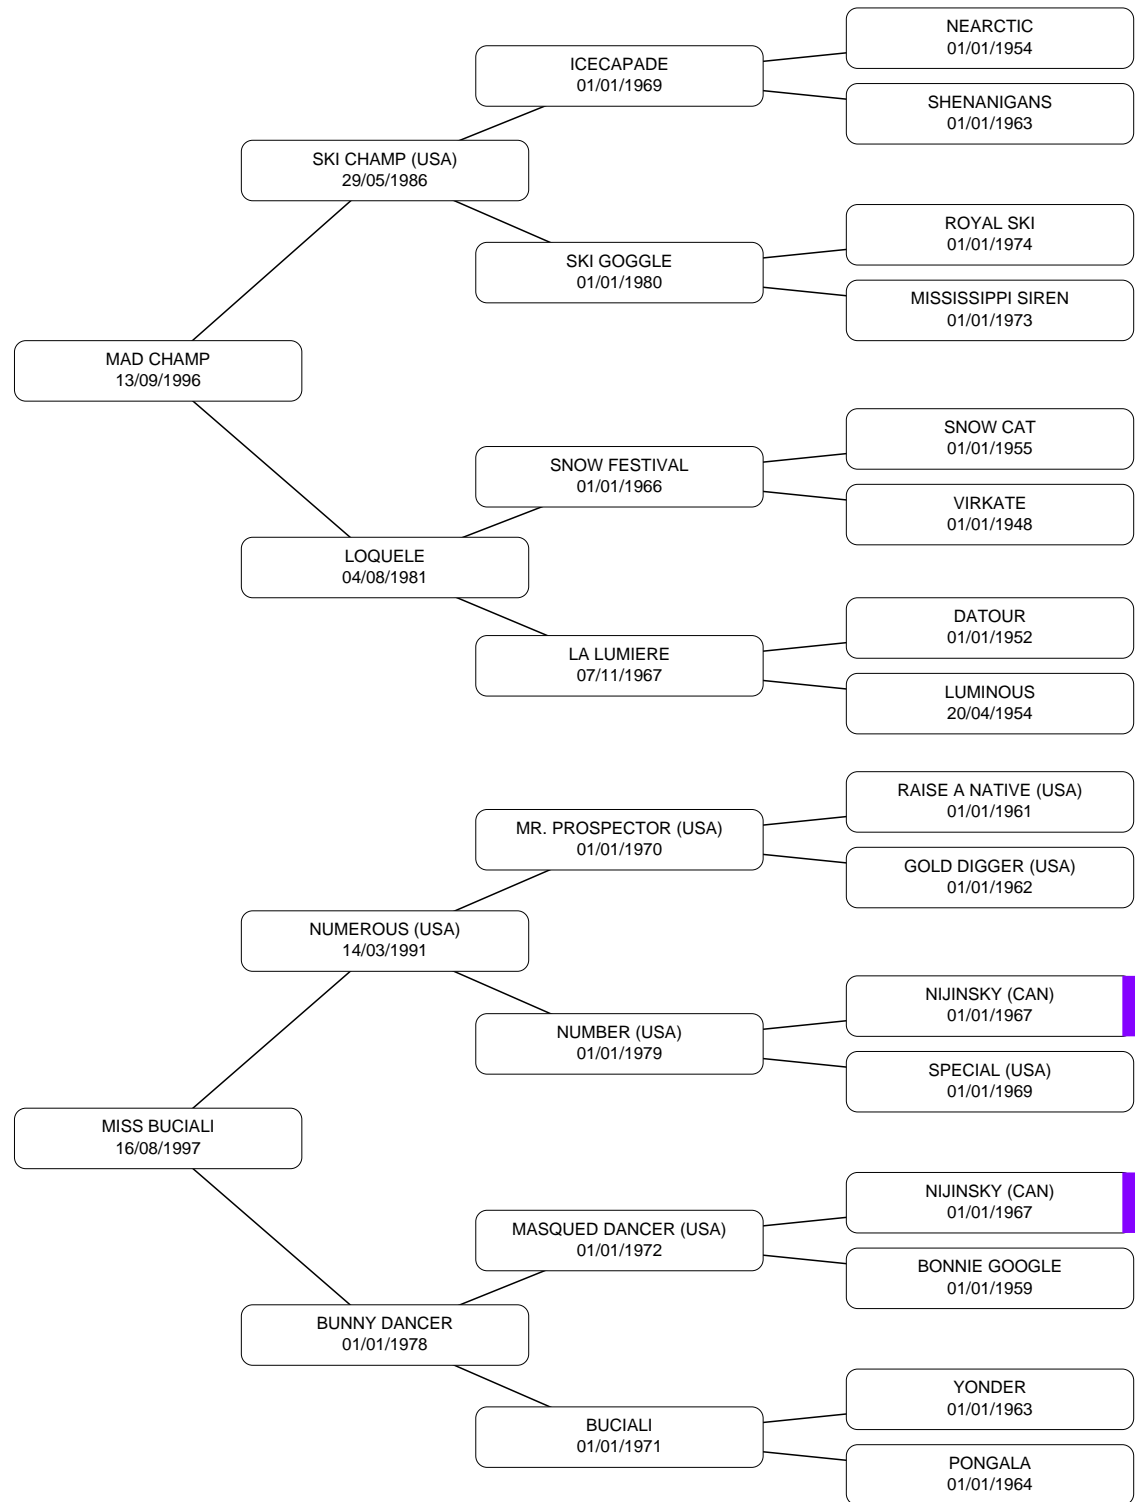 NEARCTIC
01/01/1954
ICECAPADE
01/01/1969
SHENANIGANS
01/01/1963
SKI CHAMP (USA)
29/05/1986
ROYAL SKI
01/01/1974
SKI GOGGLE
01/01/1980
MISSISSIPPI SIREN
01/01/1973
MAD CHAMP
13/09/1996
SNOW CAT
01/01/1955
SNOW FESTIVAL
01/01/1966
VIRKATE
01/01/1948
LOQUELE
04/08/1981
DATOUR
01/01/1952
LA LUMIERE
07/11/1967
LUMINOUS
20/04/1954
RAISE A NATIVE (USA)
01/01/1961
MR. PROSPECTOR (USA)
01/01/1970
GOLD DIGGER (USA)
01/01/1962
NUMEROUS (USA)
14/03/1991
NIJINSKY (CAN)
01/01/1967
NUMBER (USA)
01/01/1979
SPECIAL (USA)
01/01/1969
MISS BUCIALI
16/08/1997
NIJINSKY (CAN)
01/01/1967
MASQUED DANCER (USA)
01/01/1972
BONNIE GOOGLE
01/01/1959
BUNNY DANCER
01/01/1978
YONDER
01/01/1963
BUCIALI
01/01/1971
PONGALA
01/01/1964